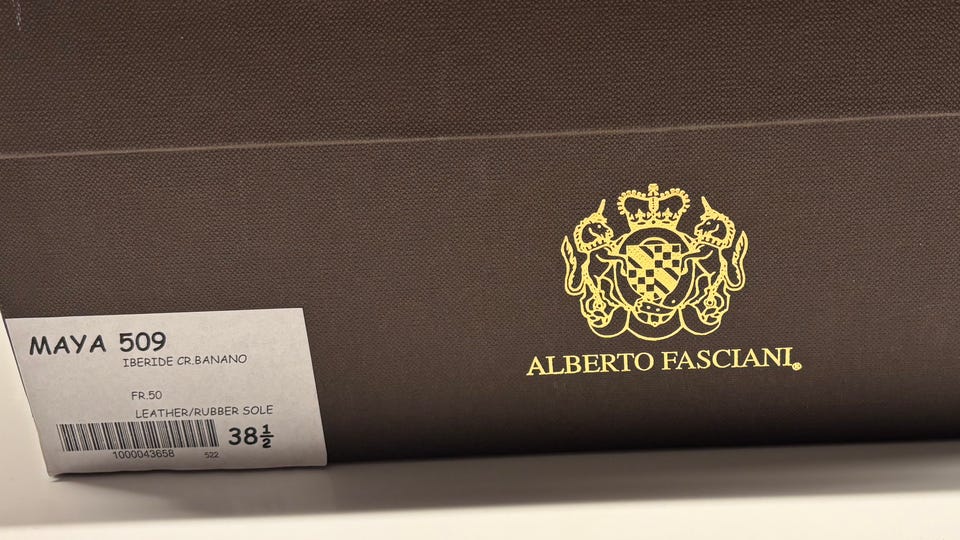 MAYA 509
IBERIDE CR.BANANO
FR.50
LEATHER/RUBBER SOLE
38½
1000043658 522
ALBERTO FASCIANI®